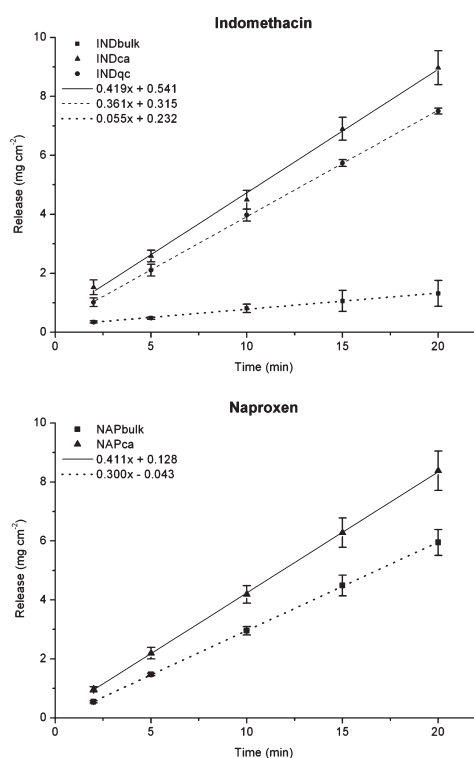 Indomethacin
INDbulk
INDca
INDqc
0.419x + 0.541
0.361x + 0.315
0.055x + 0.232
Release (mg cm⁻²)
10
8
6
4
2
0
0 5 10 15 20
Time (min)
Naproxen
NAPbulk
NAPca
0.411x + 0.128
0.300x - 0.043
Release (mg cm⁻²)
10
8
6
4
2
0
0 5 10 15 20
Time (min)